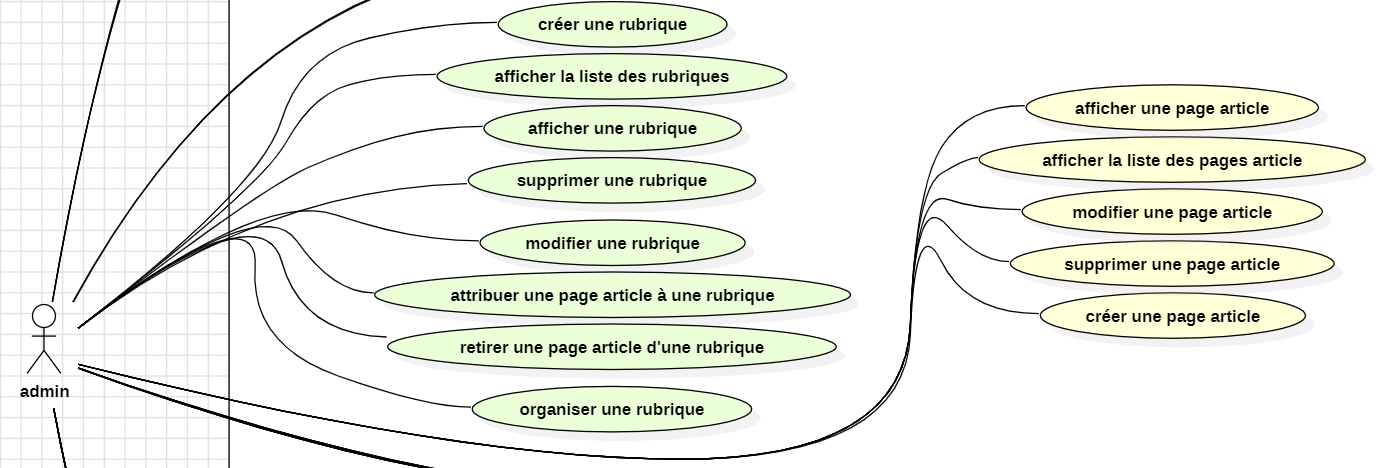 créer une rubrique
afficher la liste des rubriques
afficher une rubrique
supprimer une rubrique
modifier une rubrique
attribuer une page article à une rubrique
retirer une page article d'une rubrique
organiser une rubrique
afficher une page article
afficher la liste des pages article
modifier une page article
supprimer une page article
créer une page article
admin